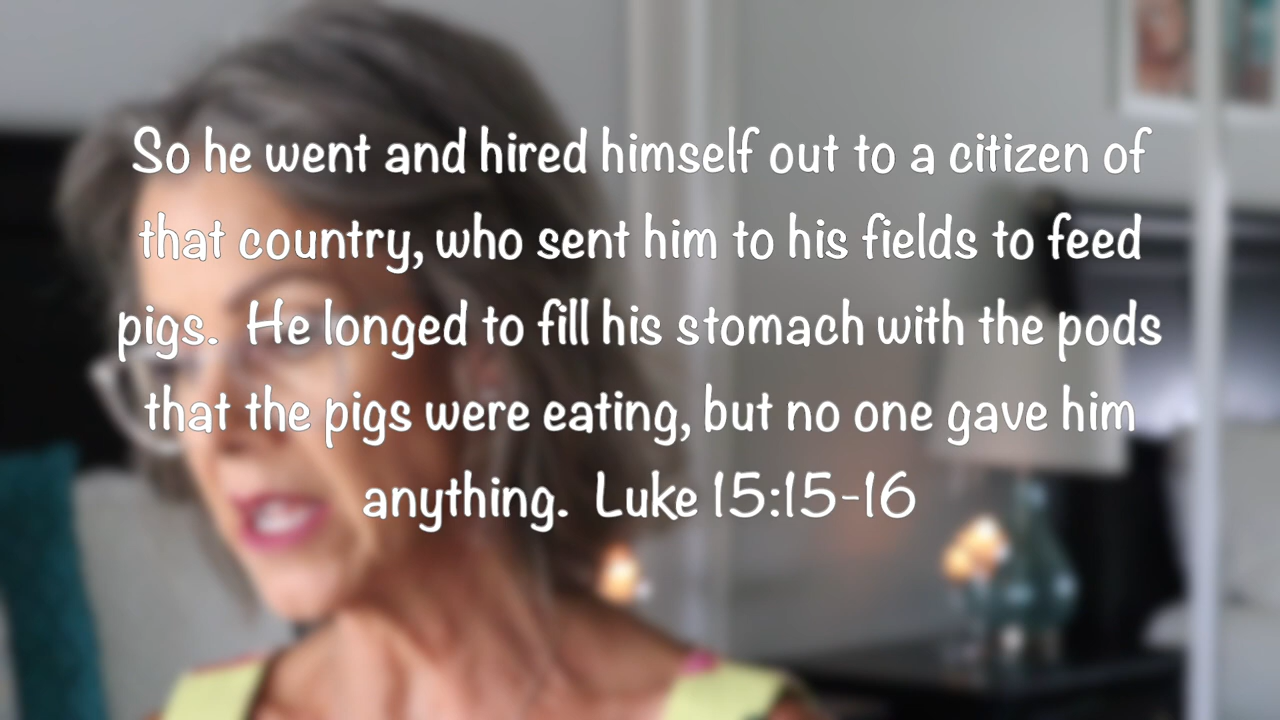 So he went and hired himself out to a citizen of
that country, who sent him to his fields to feed
pigs.  He longed to fill his stomach with the pods
that the pigs were eating, but no one gave him
anything.  Luke 15:15-16